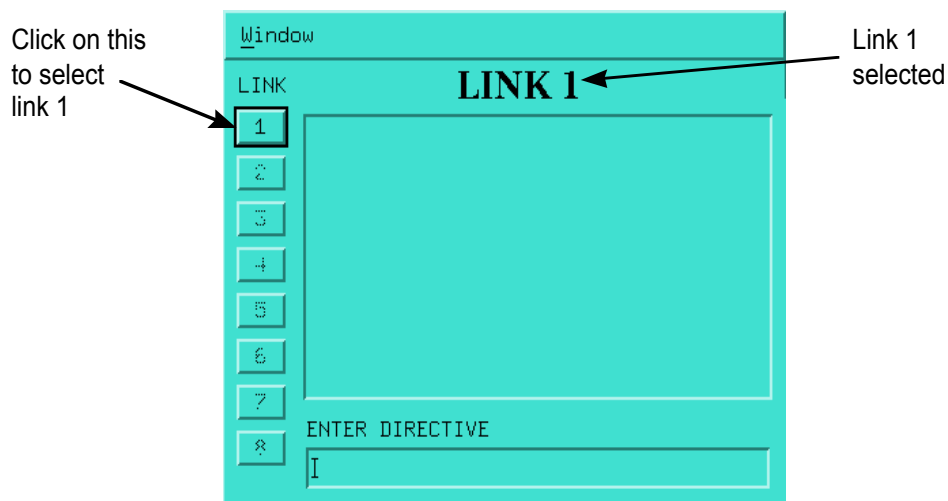 Click on this
to select
link 1
Window
LINK
LINK 1
Link 1
selected
1
2
3
4
5
6
7
8
ENTER DIRECTIVE